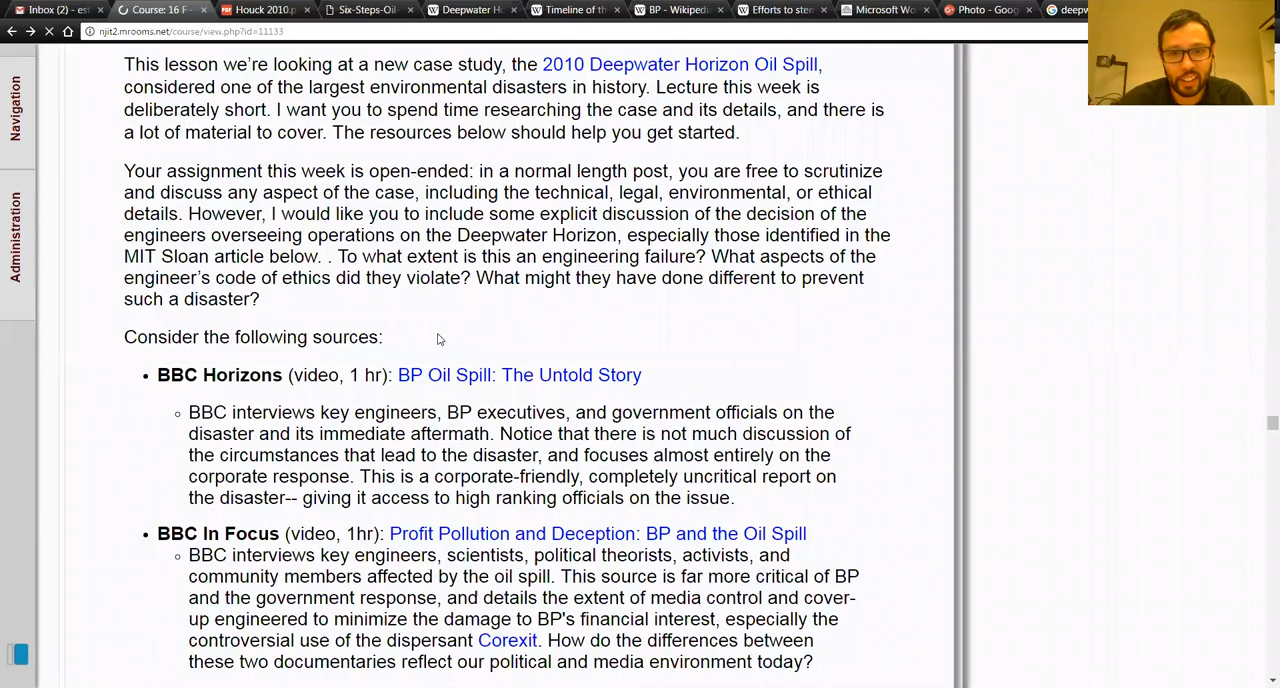 Inbox (2) - est
Course: 16 F
Houck 2010.p
Six-Steps-Oil-
Deepwater H
Timeline of th
BP - Wikiped
Efforts to ste
Microsoft Wo
Photo - Goog
deepw
njit2.mrooms.net/course/view.php?id=11133
Navigation
Administration
This lesson we're looking at a new case study, the 2010 Deepwater Horizon Oil Spill,
considered one of the largest environmental disasters in history. Lecture this week is
deliberately short. I want you to spend time researching the case and its details, and there is
a lot of material to cover. The resources below should help you get started.
Your assignment this week is open-ended: in a normal length post, you are free to scrutinize
and discuss any aspect of the case, including the technical, legal, environmental, or ethical
details. However, I would like you to include some explicit discussion of the decision of the
engineers overseeing operations on the Deepwater Horizon, especially those identified in the
MIT Sloan article below. . To what extent is this an engineering failure? What aspects of the
engineer's code of ethics did they violate? What might they have done different to prevent
such a disaster?
Consider the following sources:
• BBC Horizons (video, 1 hr): BP Oil Spill: The Untold Story
◦ BBC interviews key engineers, BP executives, and government officials on the
disaster and its immediate aftermath. Notice that there is not much discussion of
the circumstances that lead to the disaster, and focuses almost entirely on the
corporate response. This is a corporate-friendly, completely uncritical report on
the disaster-- giving it access to high ranking officials on the issue.
• BBC In Focus (video, 1hr): Profit Pollution and Deception: BP and the Oil Spill
◦ BBC interviews key engineers, scientists, political theorists, activists, and
community members affected by the oil spill. This source is far more critical of BP
and the government response, and details the extent of media control and cover-
up engineered to minimize the damage to BP's financial interest, especially the
controversial use of the dispersant Corexit. How do the differences between
these two documentaries reflect our political and media environment today?